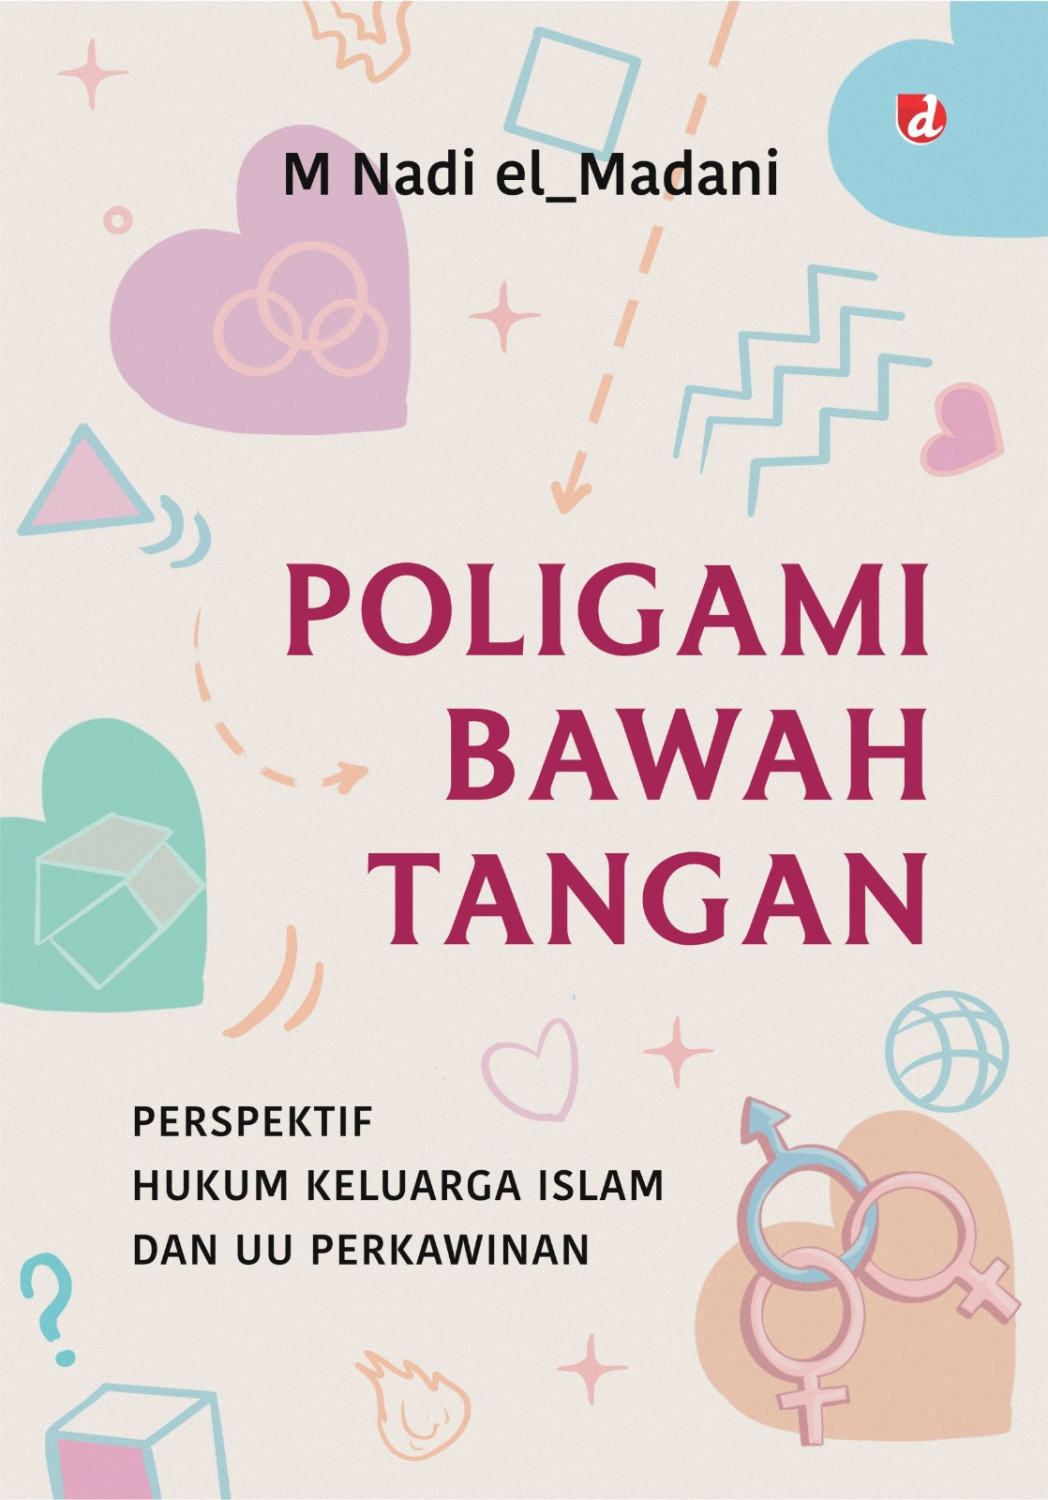 d
M Nadi el_Madani
POLIGAMI
BAWAH
TANGAN
PERSPEKTIF
HUKUM KELUARGA ISLAM
DAN UU PERKAWINAN
?